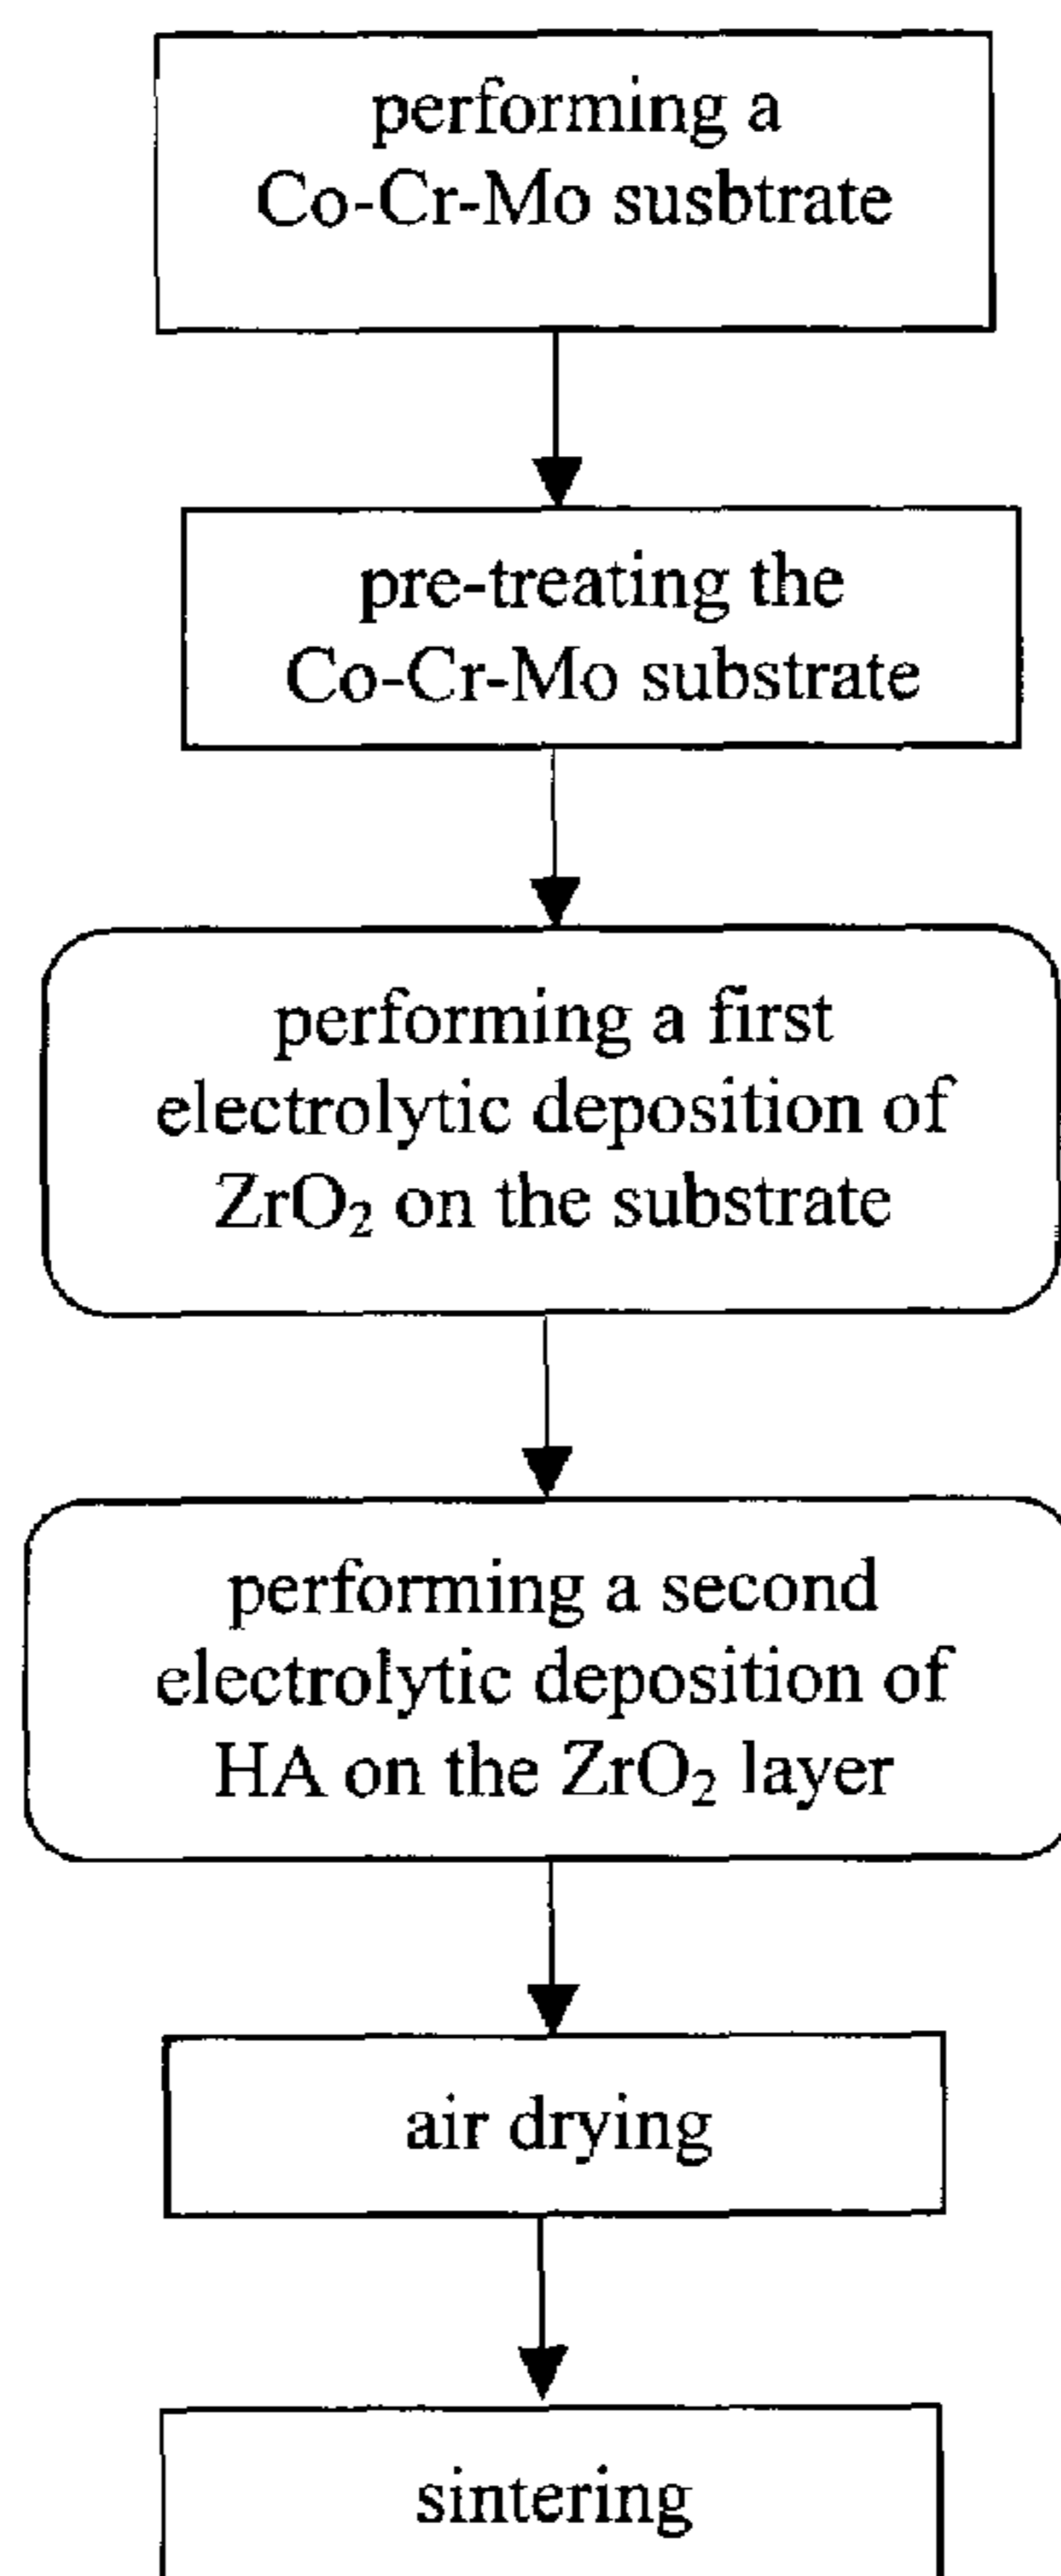 performing a
Co-Cr-Mo susbtrate
pre-treating the
Co-Cr-Mo substrate
performing a first
electrolytic deposition of
ZrO₂ on the substrate
performing a second
electrolytic deposition of
HA on the ZrO₂ layer
air drying
sintering